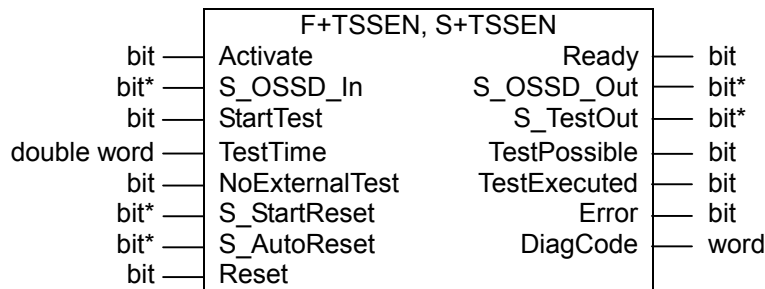 F+TSSEN, S+TSSEN
bit Activate Ready bit
bit* S_OSSD_In S_OSSD_Out bit*
bit StartTest S_TestOut bit*
double word TestTime TestPossible bit
bit NoExternalTest TestExecuted bit
bit* S_StartReset Error bit
bit* S_AutoReset DiagCode word
bit Reset